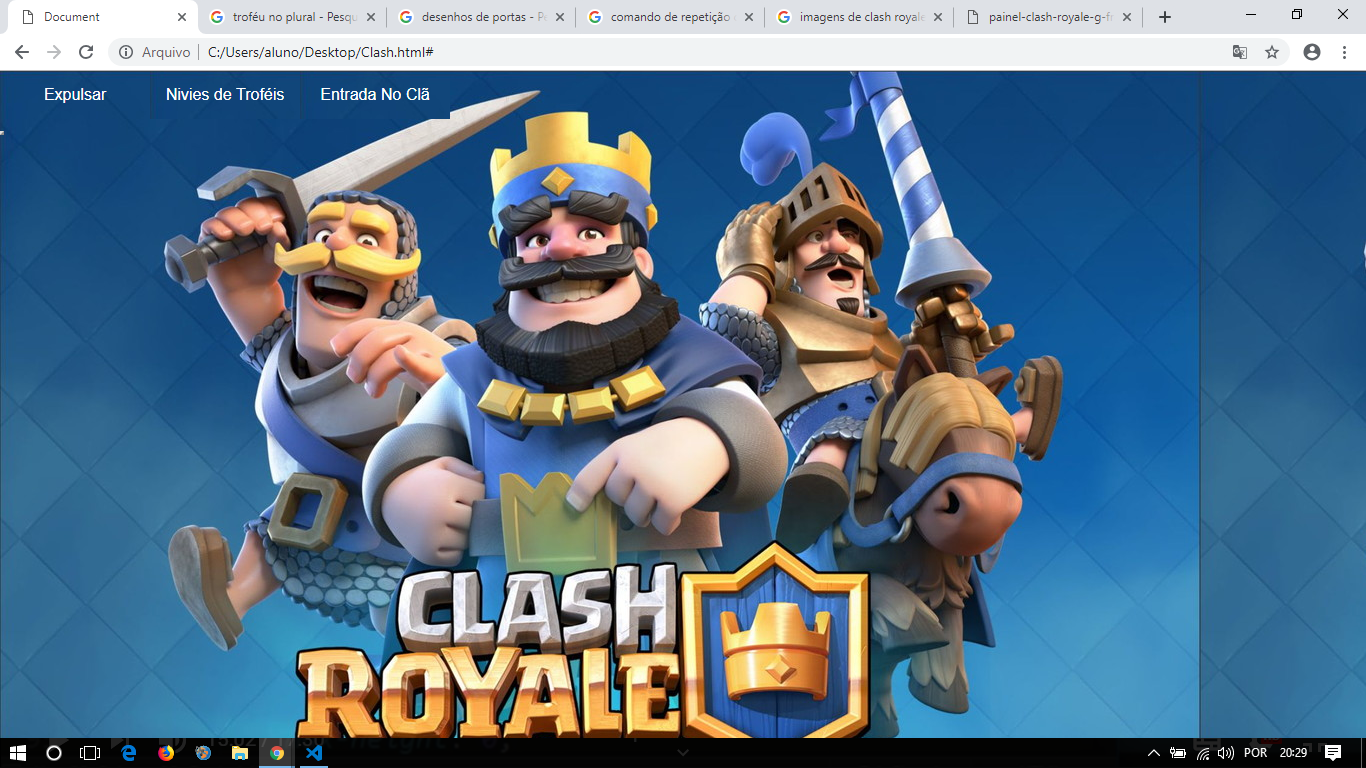 Document
troféu no plural - Pesqu
desenhos de portas - Pe
comando de repetição
imagens de clash royale
painel-clash-royale-g-fr
Arquivo
C:/Users/aluno/Desktop/Clash.html#
Expulsar
Nivies de Troféis
Entrada No Clã
CLASH
ROYALE
POR
20:29